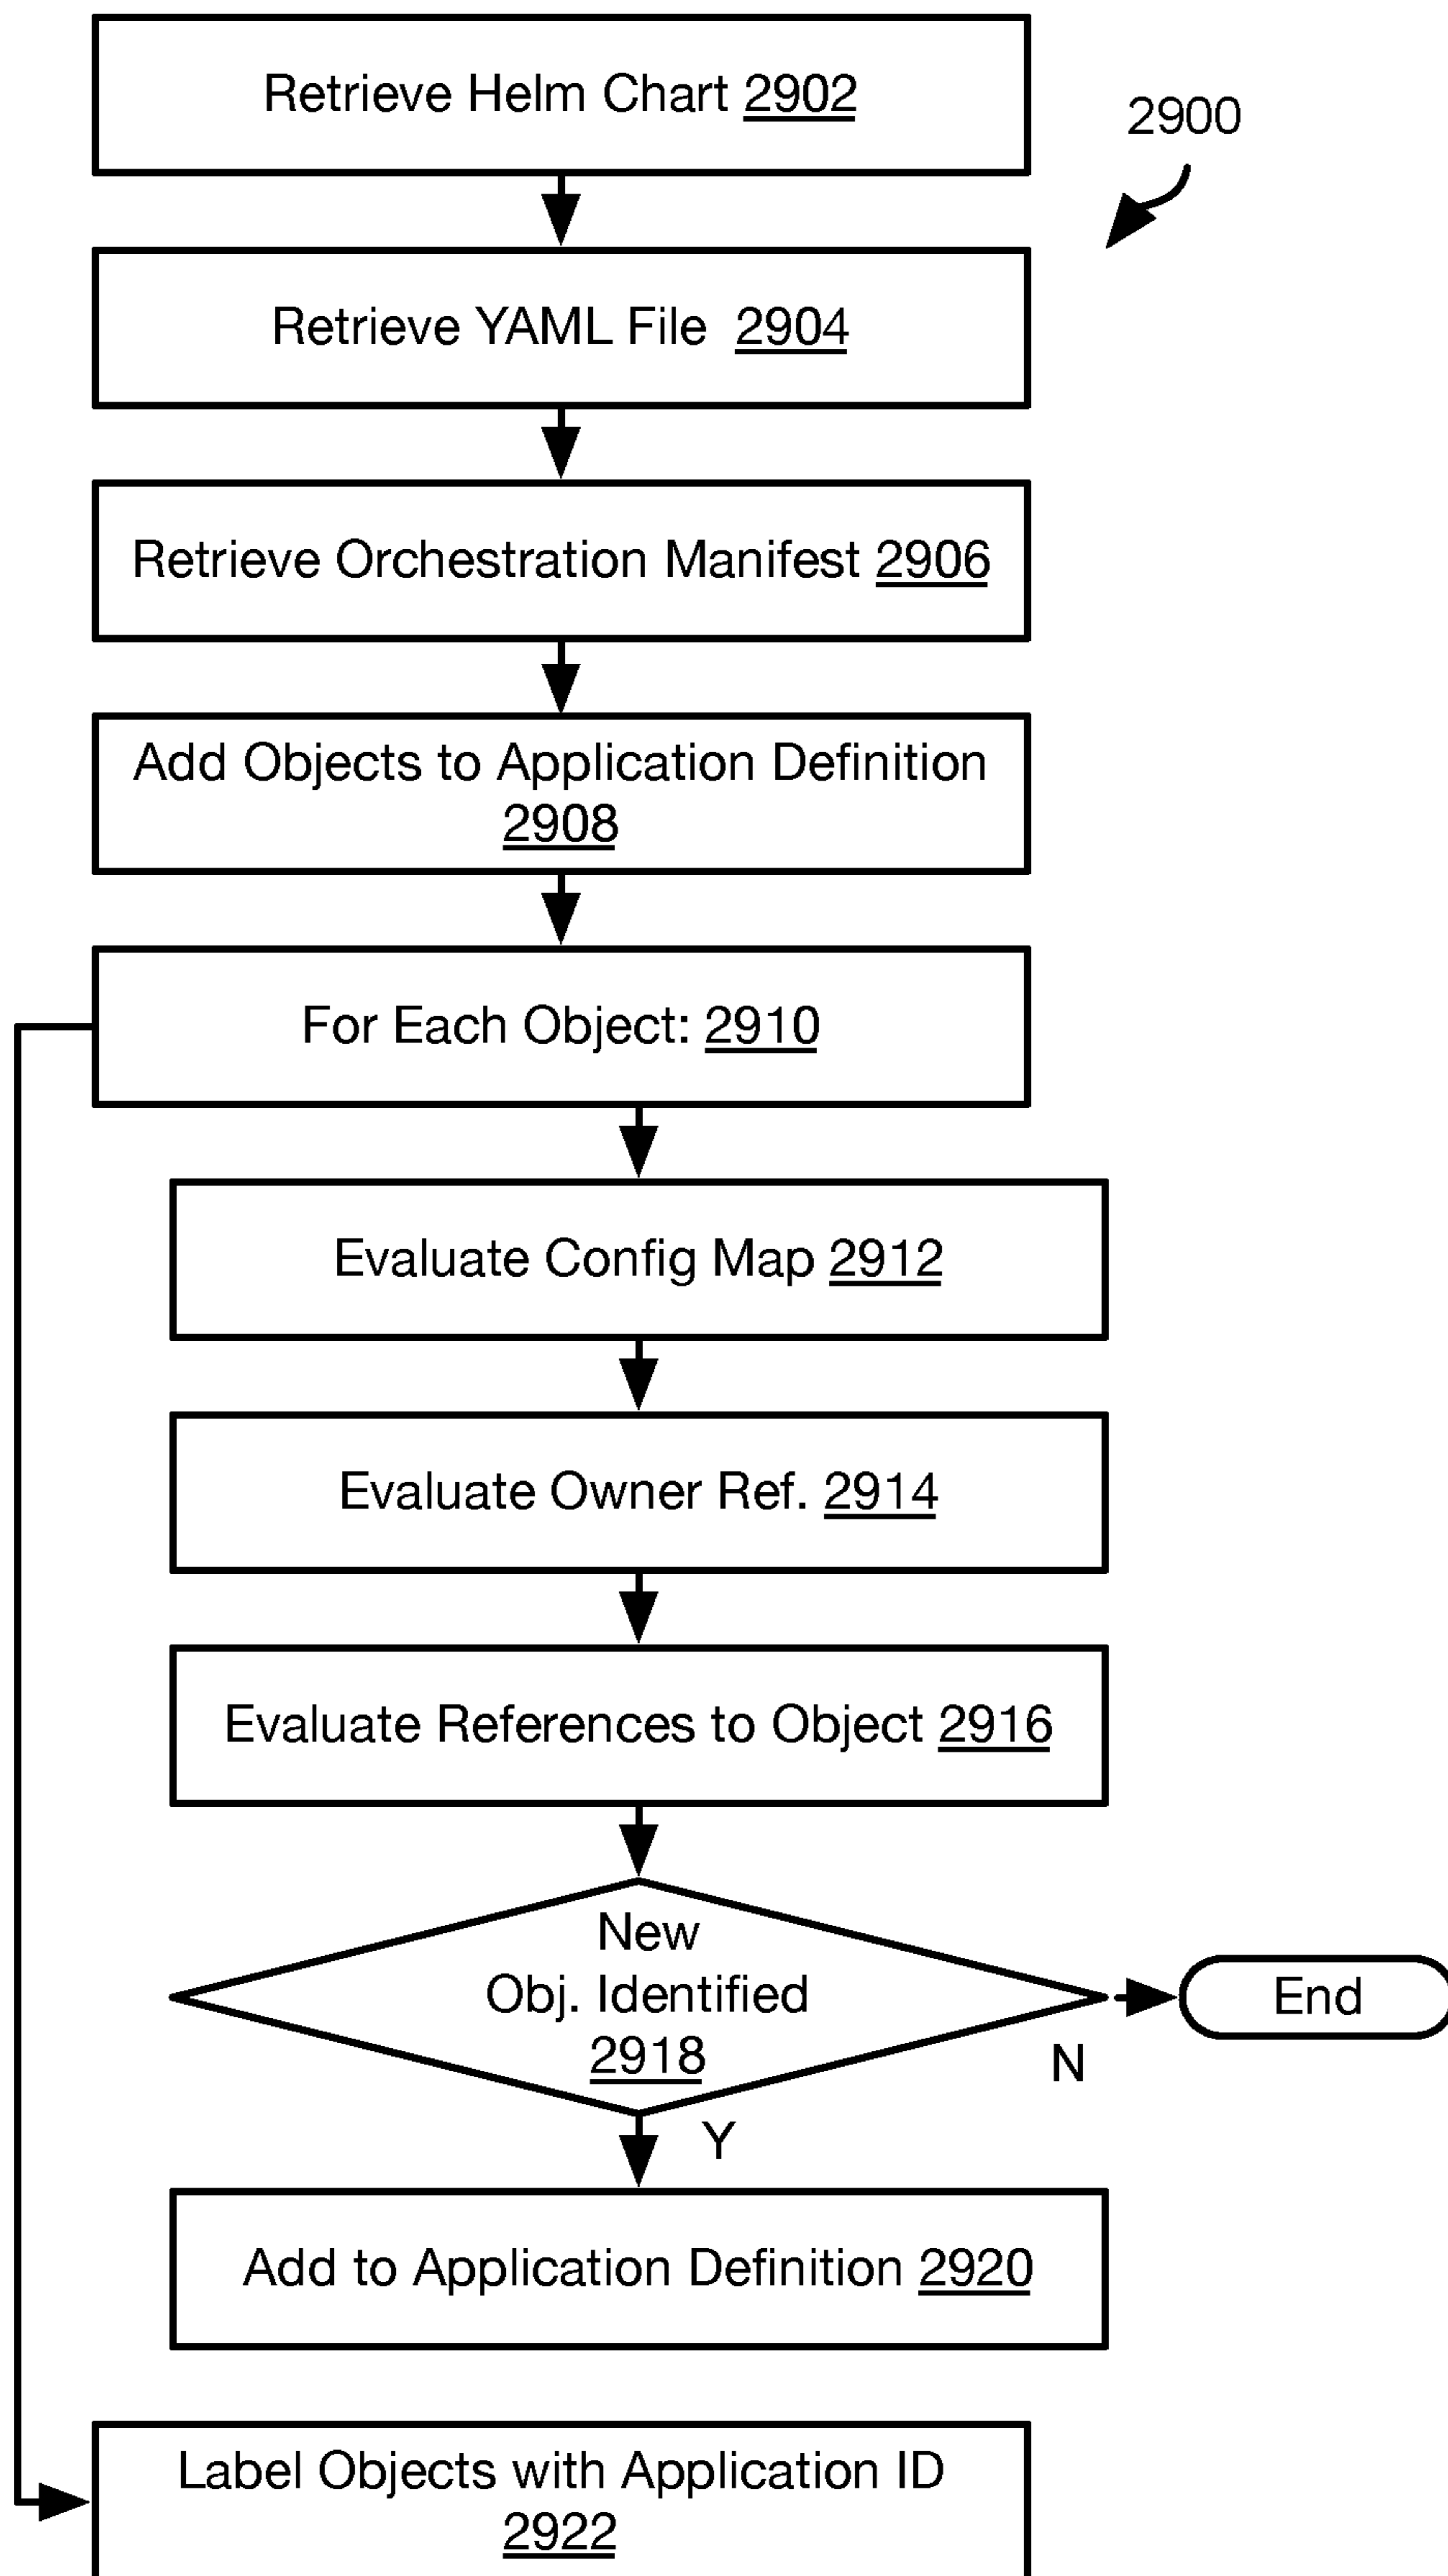 Retrieve Helm Chart 2902
2900
Retrieve YAML File 2904
Retrieve Orchestration Manifest 2906
Add Objects to Application Definition
2908
For Each Object: 2910
Evaluate Config Map 2912
Evaluate Owner Ref. 2914
Evaluate References to Object 2916
New
Obj. Identified
2918
End
N
Y
Add to Application Definition 2920
Label Objects with Application ID
2922